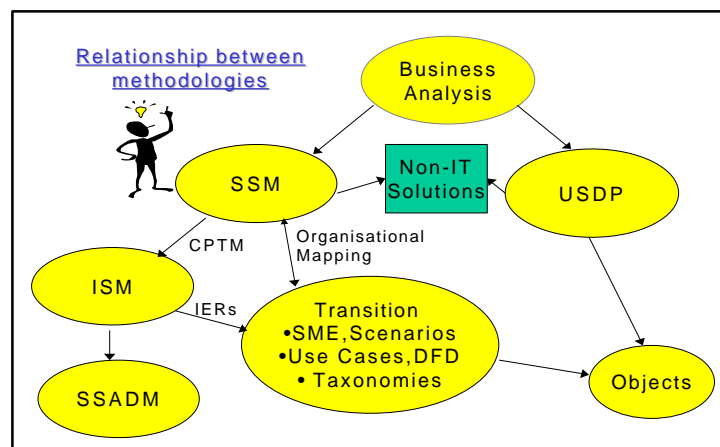 Relationship between
methodologies
Business
Analysis
SSM
Non-IT
Solutions
USDP
CPTM
Organisational
Mapping
ISM
IERs
Transition
•SME,Scenarios
•Use Cases,DFD
• Taxonomies
SSADM
Objects